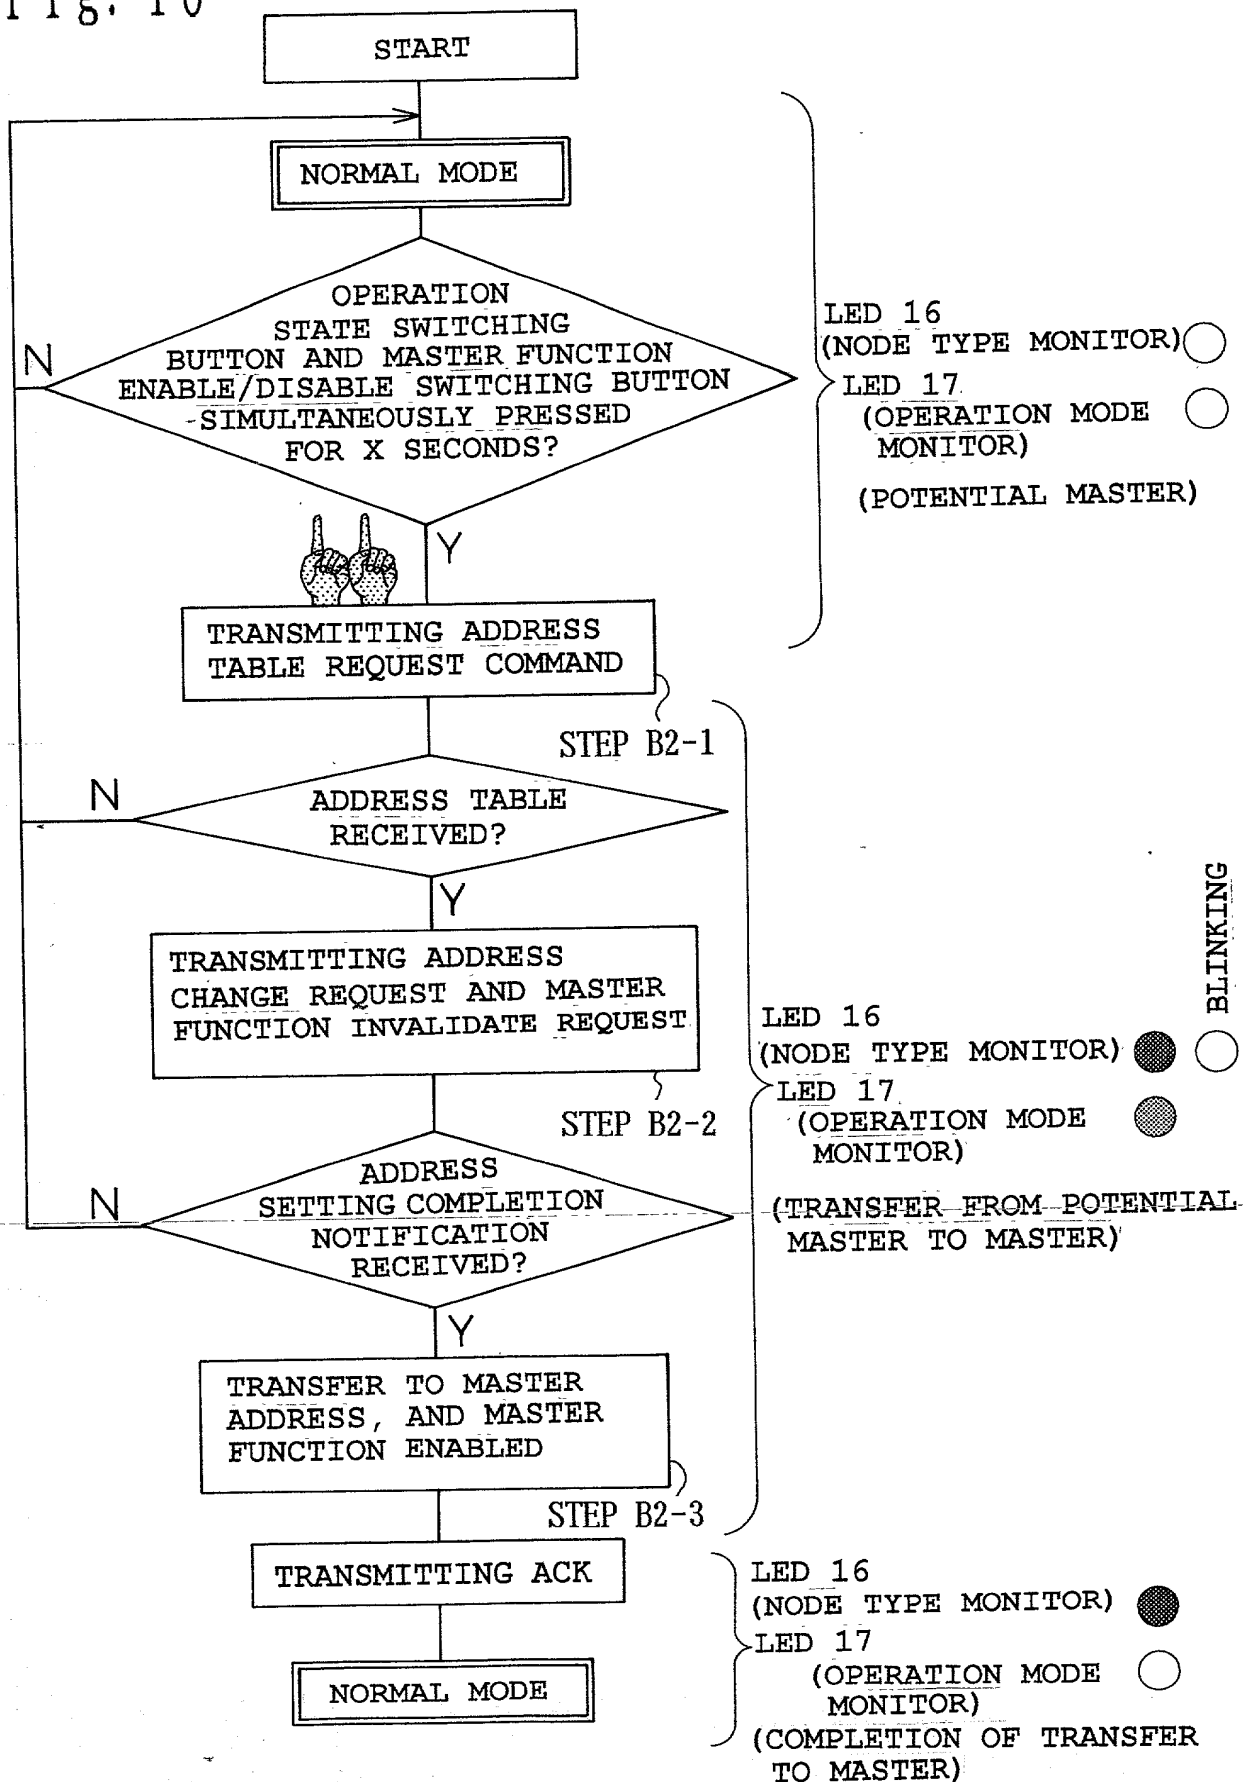 Fig. 10
START
NORMAL MODE
OPERATION
STATE SWITCHING
BUTTON AND MASTER FUNCTION
ENABLE/DISABLE SWITCHING BUTTON
SIMULTANEOUSLY PRESSED
FOR X SECONDS?
N
Y
LED 16
(NODE TYPE MONITOR)
LED 17
(OPERATION MODE
MONITOR)
(POTENTIAL MASTER)
TRANSMITTING ADDRESS
TABLE REQUEST COMMAND
STEP B2-1
ADDRESS TABLE
RECEIVED?
N
Y
TRANSMITTING ADDRESS
CHANGE REQUEST AND MASTER
FUNCTION INVALIDATE REQUEST
STEP B2-2
BLINKING
LED 16
(NODE TYPE MONITOR)
LED 17
(OPERATION MODE
MONITOR)
(TRANSFER FROM POTENTIAL
MASTER TO MASTER)
ADDRESS
SETTING COMPLETION
NOTIFICATION
RECEIVED?
N
Y
TRANSFER TO MASTER
ADDRESS, AND MASTER
FUNCTION ENABLED
STEP B2-3
TRANSMITTING ACK
NORMAL MODE
LED 16
(NODE TYPE MONITOR)
LED 17
(OPERATION MODE
MONITOR)
(COMPLETION OF TRANSFER
TO MASTER)